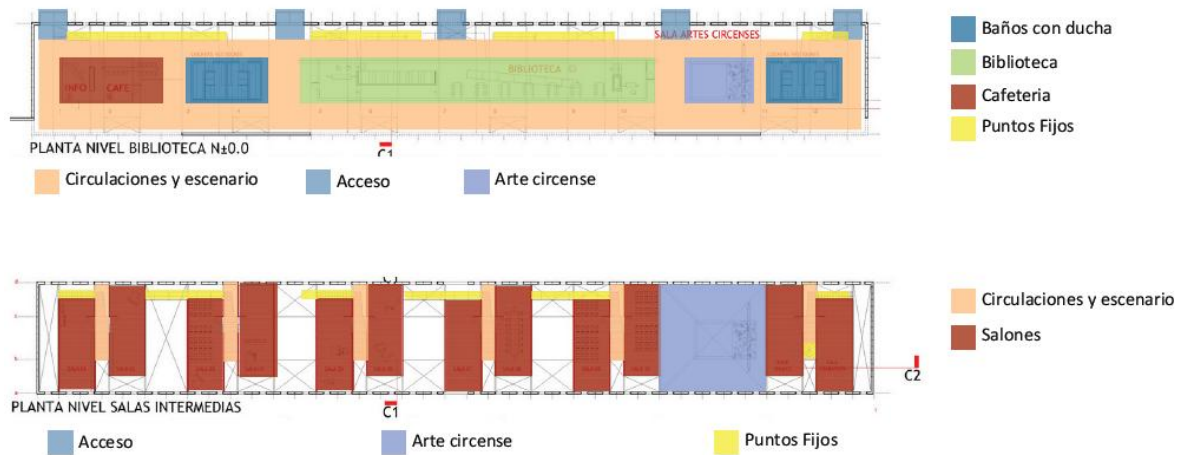 SALA ARTES CIRCENSES
BIBLIOTECA
INFO CAFE
PLANTA NIVEL BIBLIOTECA N±0.0
C1
Baños con ducha
Biblioteca
Cafeteria
Puntos Fijos
Circulaciones y escenario
Acceso
Arte circense
C2
PLANTA NIVEL SALAS INTERMEDIAS
C1
Circulaciones y escenario
Salones
Acceso
Arte circense
Puntos Fijos